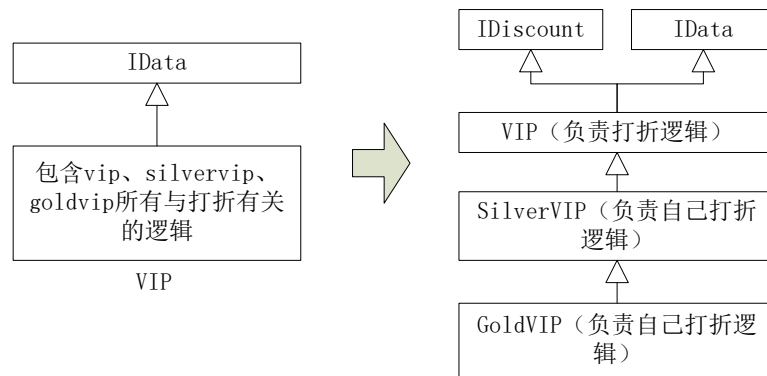 IData
包含vip、silvervip、
goldvip所有与打折有关
的逻辑
VIP
IDiscount
IData
VIP（负责打折逻辑）
SilverVIP（负责自己打折
逻辑）
GoldVIP（负责自己打折逻
辑）